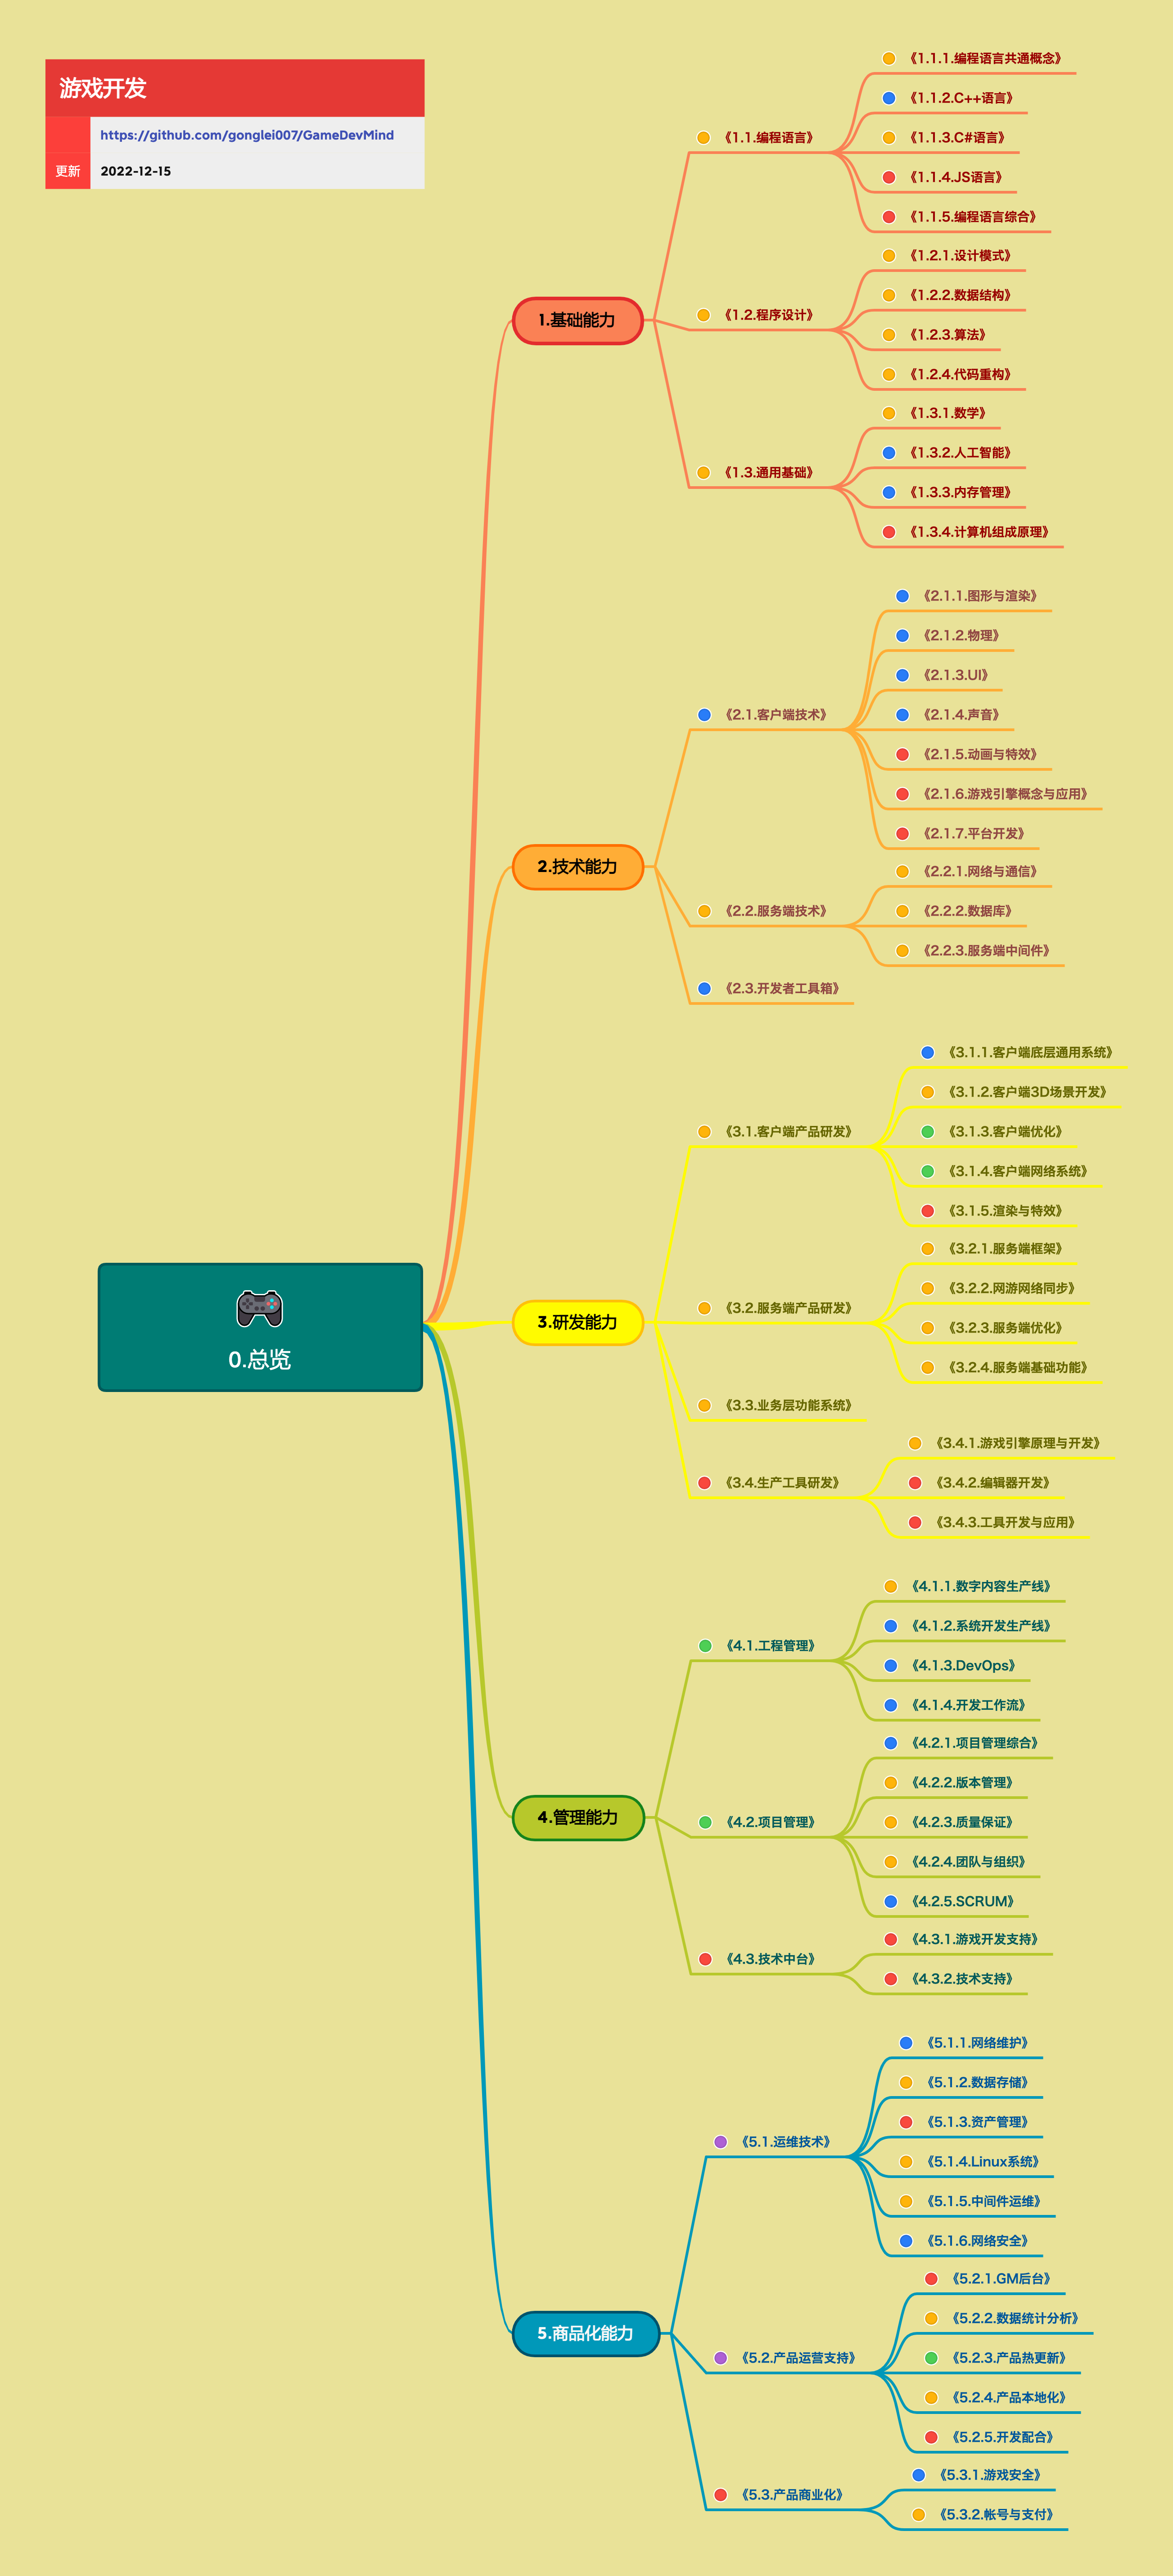 游戏开发
https://github.com/gonglei007/GameDevMind
更新 2022-12-15
0.总览
1.基础能力
《1.1.编程语言》
《1.1.1.编程语言共通概念》
《1.1.2.C++语言》
《1.1.3.C#语言》
《1.1.4.JS语言》
《1.1.5.编程语言综合》
《1.2.程序设计》
《1.2.1.设计模式》
《1.2.2.数据结构》
《1.2.3.算法》
《1.2.4.代码重构》
《1.3.通用基础》
《1.3.1.数学》
《1.3.2.人工智能》
《1.3.3.内存管理》
《1.3.4.计算机组成原理》
2.技术能力
《2.1.客户端技术》
《2.1.1.图形与渲染》
《2.1.2.物理》
《2.1.3.UI》
《2.1.4.声音》
《2.1.5.动画与特效》
《2.1.6.游戏引擎概念与应用》
《2.1.7.平台开发》
《2.2.服务端技术》
《2.2.1.网络与通信》
《2.2.2.数据库》
《2.2.3.服务端中间件》
《2.3.开发者工具箱》
3.研发能力
《3.1.客户端产品研发》
《3.1.1.客户端底层通用系统》
《3.1.2.客户端3D场景开发》
《3.1.3.客户端优化》
《3.1.4.客户端网络系统》
《3.1.5.渲染与特效》
《3.2.服务端产品研发》
《3.2.1.服务端框架》
《3.2.2.网游网络同步》
《3.2.3.服务端优化》
《3.2.4.服务端基础功能》
《3.3.业务层功能系统》
《3.4.生产工具研发》
《3.4.1.游戏引擎原理与开发》
《3.4.2.编辑器开发》
《3.4.3.工具开发与应用》
4.管理能力
《4.1.工程管理》
《4.1.1.数字内容生产线》
《4.1.2.系统开发生产线》
《4.1.3.DevOps》
《4.1.4.开发工作流》
《4.2.项目管理》
《4.2.1.项目管理综合》
《4.2.2.版本管理》
《4.2.3.质量保证》
《4.2.4.团队与组织》
《4.2.5.SCRUM》
《4.3.技术中台》
《4.3.1.游戏开发支持》
《4.3.2.技术支持》
5.商品化能力
《5.1.运维技术》
《5.1.1.网络维护》
《5.1.2.数据存储》
《5.1.3.资产管理》
《5.1.4.Linux系统》
《5.1.5.中间件运维》
《5.1.6.网络安全》
《5.2.产品运营支持》
《5.2.1.GM后台》
《5.2.2.数据统计分析》
《5.2.3.产品热更新》
《5.2.4.产品本地化》
《5.2.5.开发配合》
《5.3.产品商业化》
《5.3.1.游戏安全》
《5.3.2.帐号与支付》